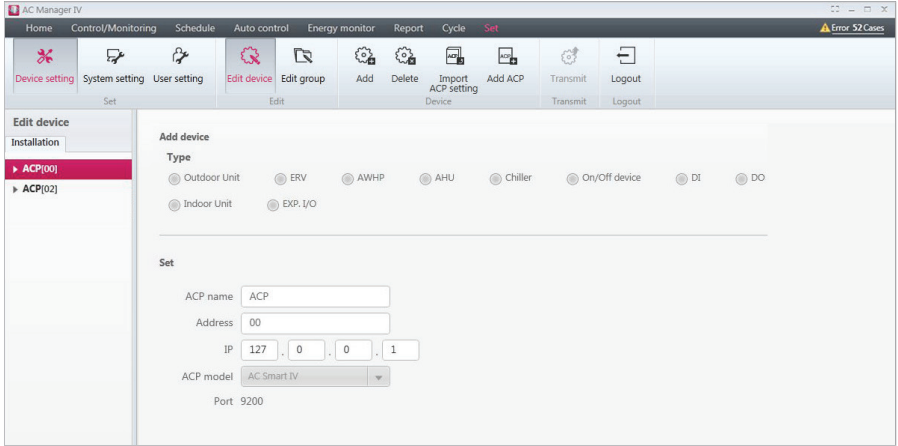 AC Manager IV
Home Control/Monitoring Schedule Auto control Energy monitor Report Cycle Set Error 52 Cases
Device setting System setting User setting Edit device Edit group Add Delete Import ACP setting Add ACP Transmit Logout
Set Edit Device Transmit Logout
Edit device
Installation
ACP[00]
ACP[02]
Add device
Type
Outdoor Unit ERV AWHP AHU Chiller On/Off device DI DO
Indoor Unit EXP. I/O
Set
ACP name ACP
Address 00
IP 127 . 0 . 0 . 1
ACP model AC Smart IV
Port 9200